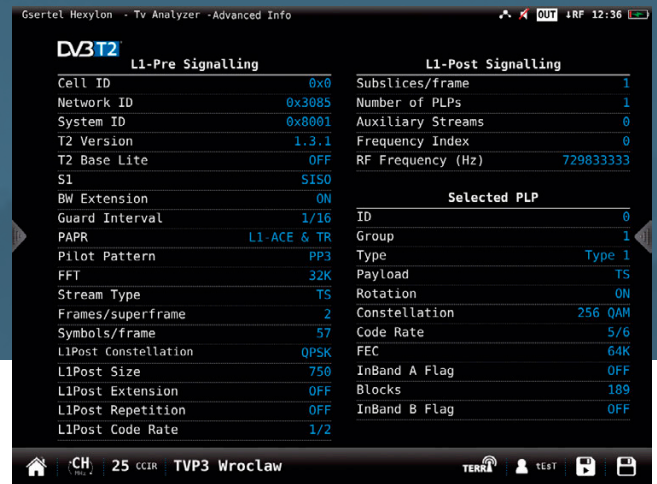 Gsertel Hexylon - Tv Analyzer -Advanced Info OUT ↓RF 12:36
DVB T2
L1-Pre Signalling
Cell ID 0x0
Network ID 0x3085
System ID 0x8001
T2 Version 1.3.1
T2 Base Lite OFF
S1 SISO
BW Extension ON
Guard Interval 1/16
PAPR L1-ACE & TR
Pilot Pattern PP3
FFT 32K
Stream Type TS
Frames/superframe 2
Symbols/frame 57
L1Post Constellation QPSK
L1Post Size 750
L1Post Extension OFF
L1Post Repetition OFF
L1Post Code Rate 1/2
L1-Post Signalling
Subslices/frame 1
Number of PLPs 1
Auxiliary Streams 0
Frequency Index 0
RF Frequency (Hz) 729833333
Selected PLP
ID 0
Group 1
Type Type 1
Payload TS
Rotation ON
Constellation 256 QAM
Code Rate 5/6
FEC 64K
InBand A Flag OFF
Blocks 189
InBand B Flag OFF
CH MHz 25 CCIR TVP3 Wroclaw TERR tEsT